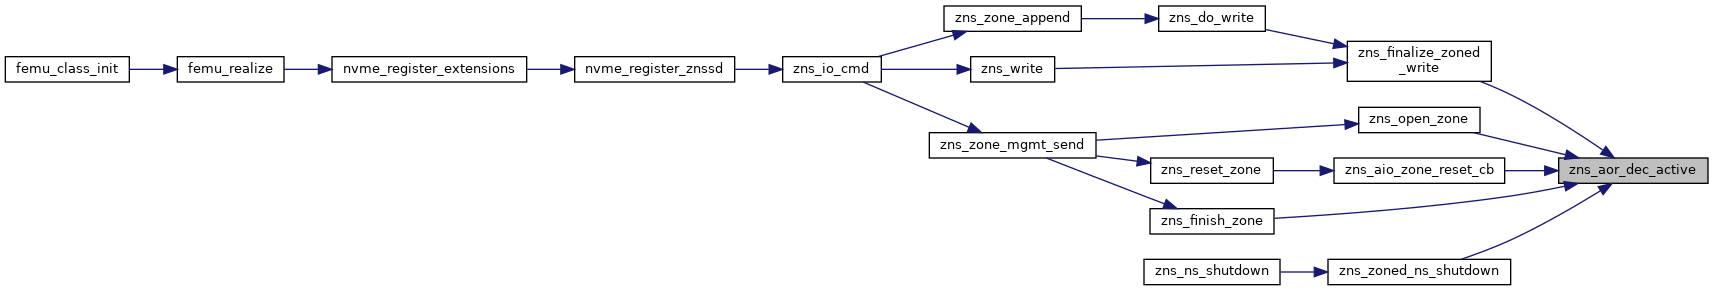 femu_class_init
femu_realize
nvme_register_extensions
nvme_register_znssd
zns_io_cmd
zns_zone_append
zns_do_write
zns_write
zns_finalize_zoned
_write
zns_zone_mgmt_send
zns_open_zone
zns_reset_zone
zns_aio_zone_reset_cb
zns_aor_dec_active
zns_finish_zone
zns_ns_shutdown
zns_zoned_ns_shutdown